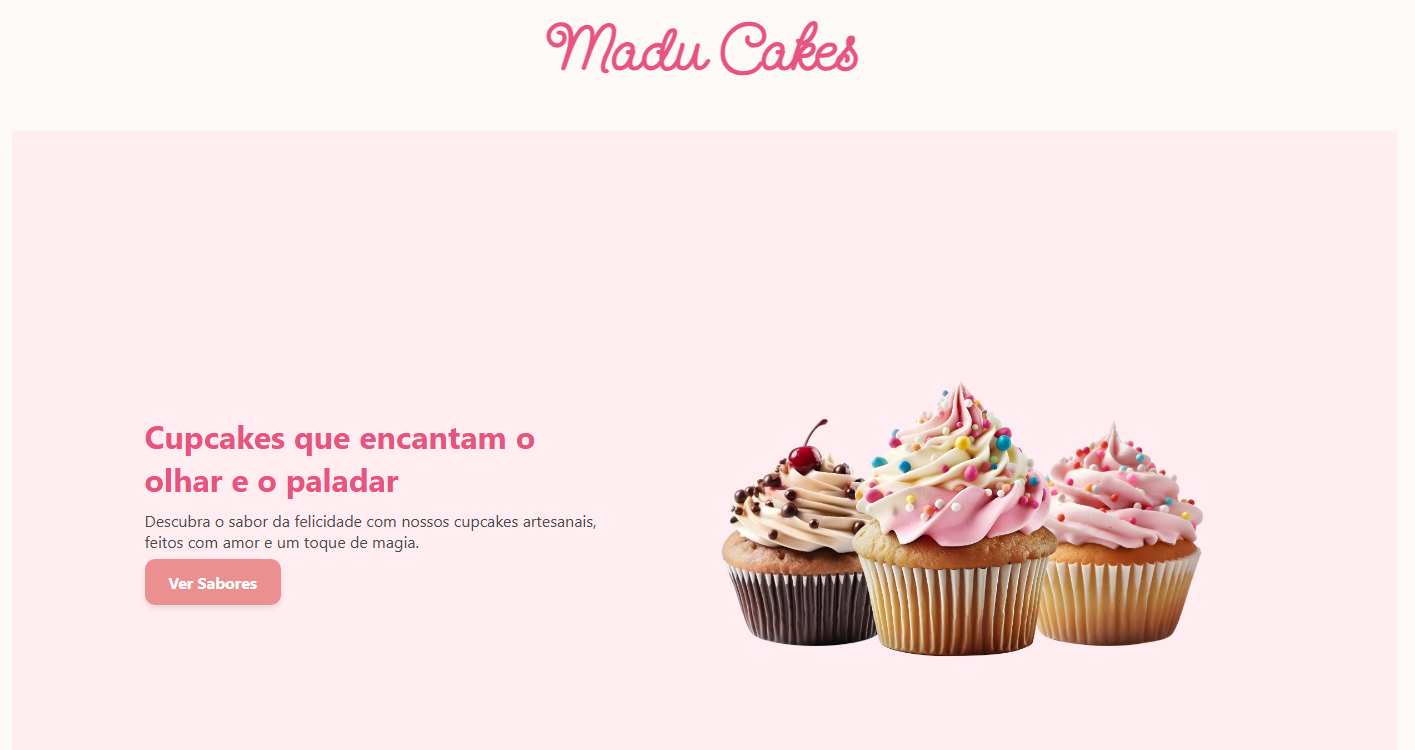 Madu Cakes
Cupcakes que encantam o
olhar e o paladar
Descubra o sabor da felicidade com nossos cupcakes artesanais,
feitos com amor e um toque de magia.
Ver Sabores